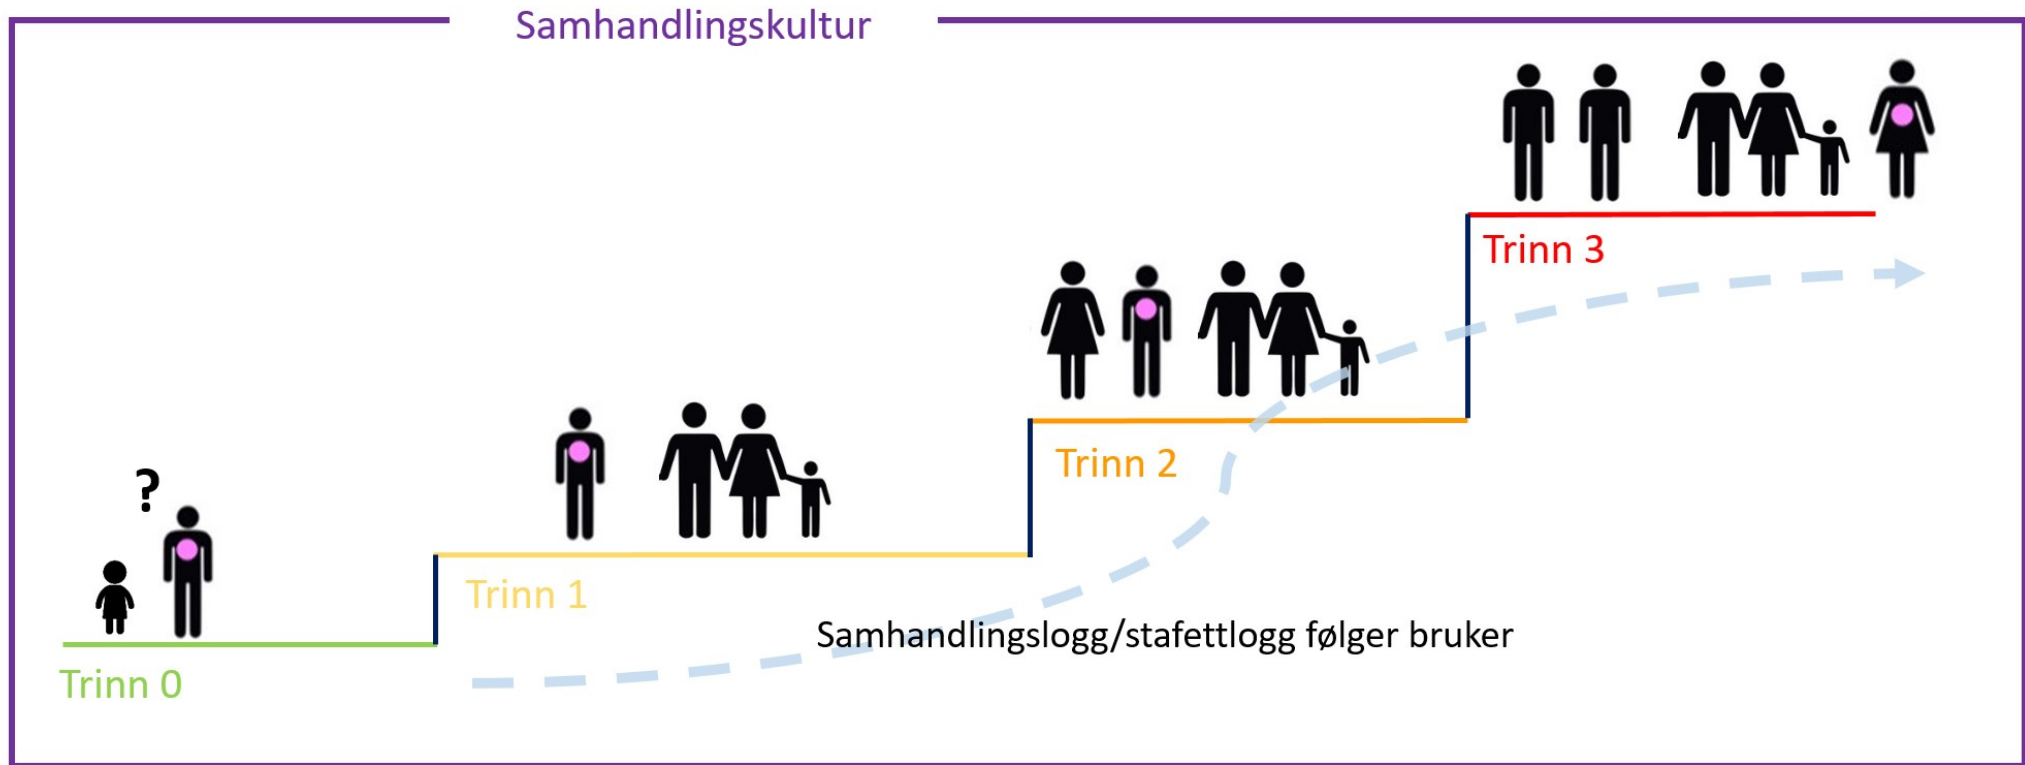 Samhandlingskultur
Trinn 3
Trinn 2
?
Trinn 1
Samhandlingslogg/stafettlogg følger bruker
Trinn 0